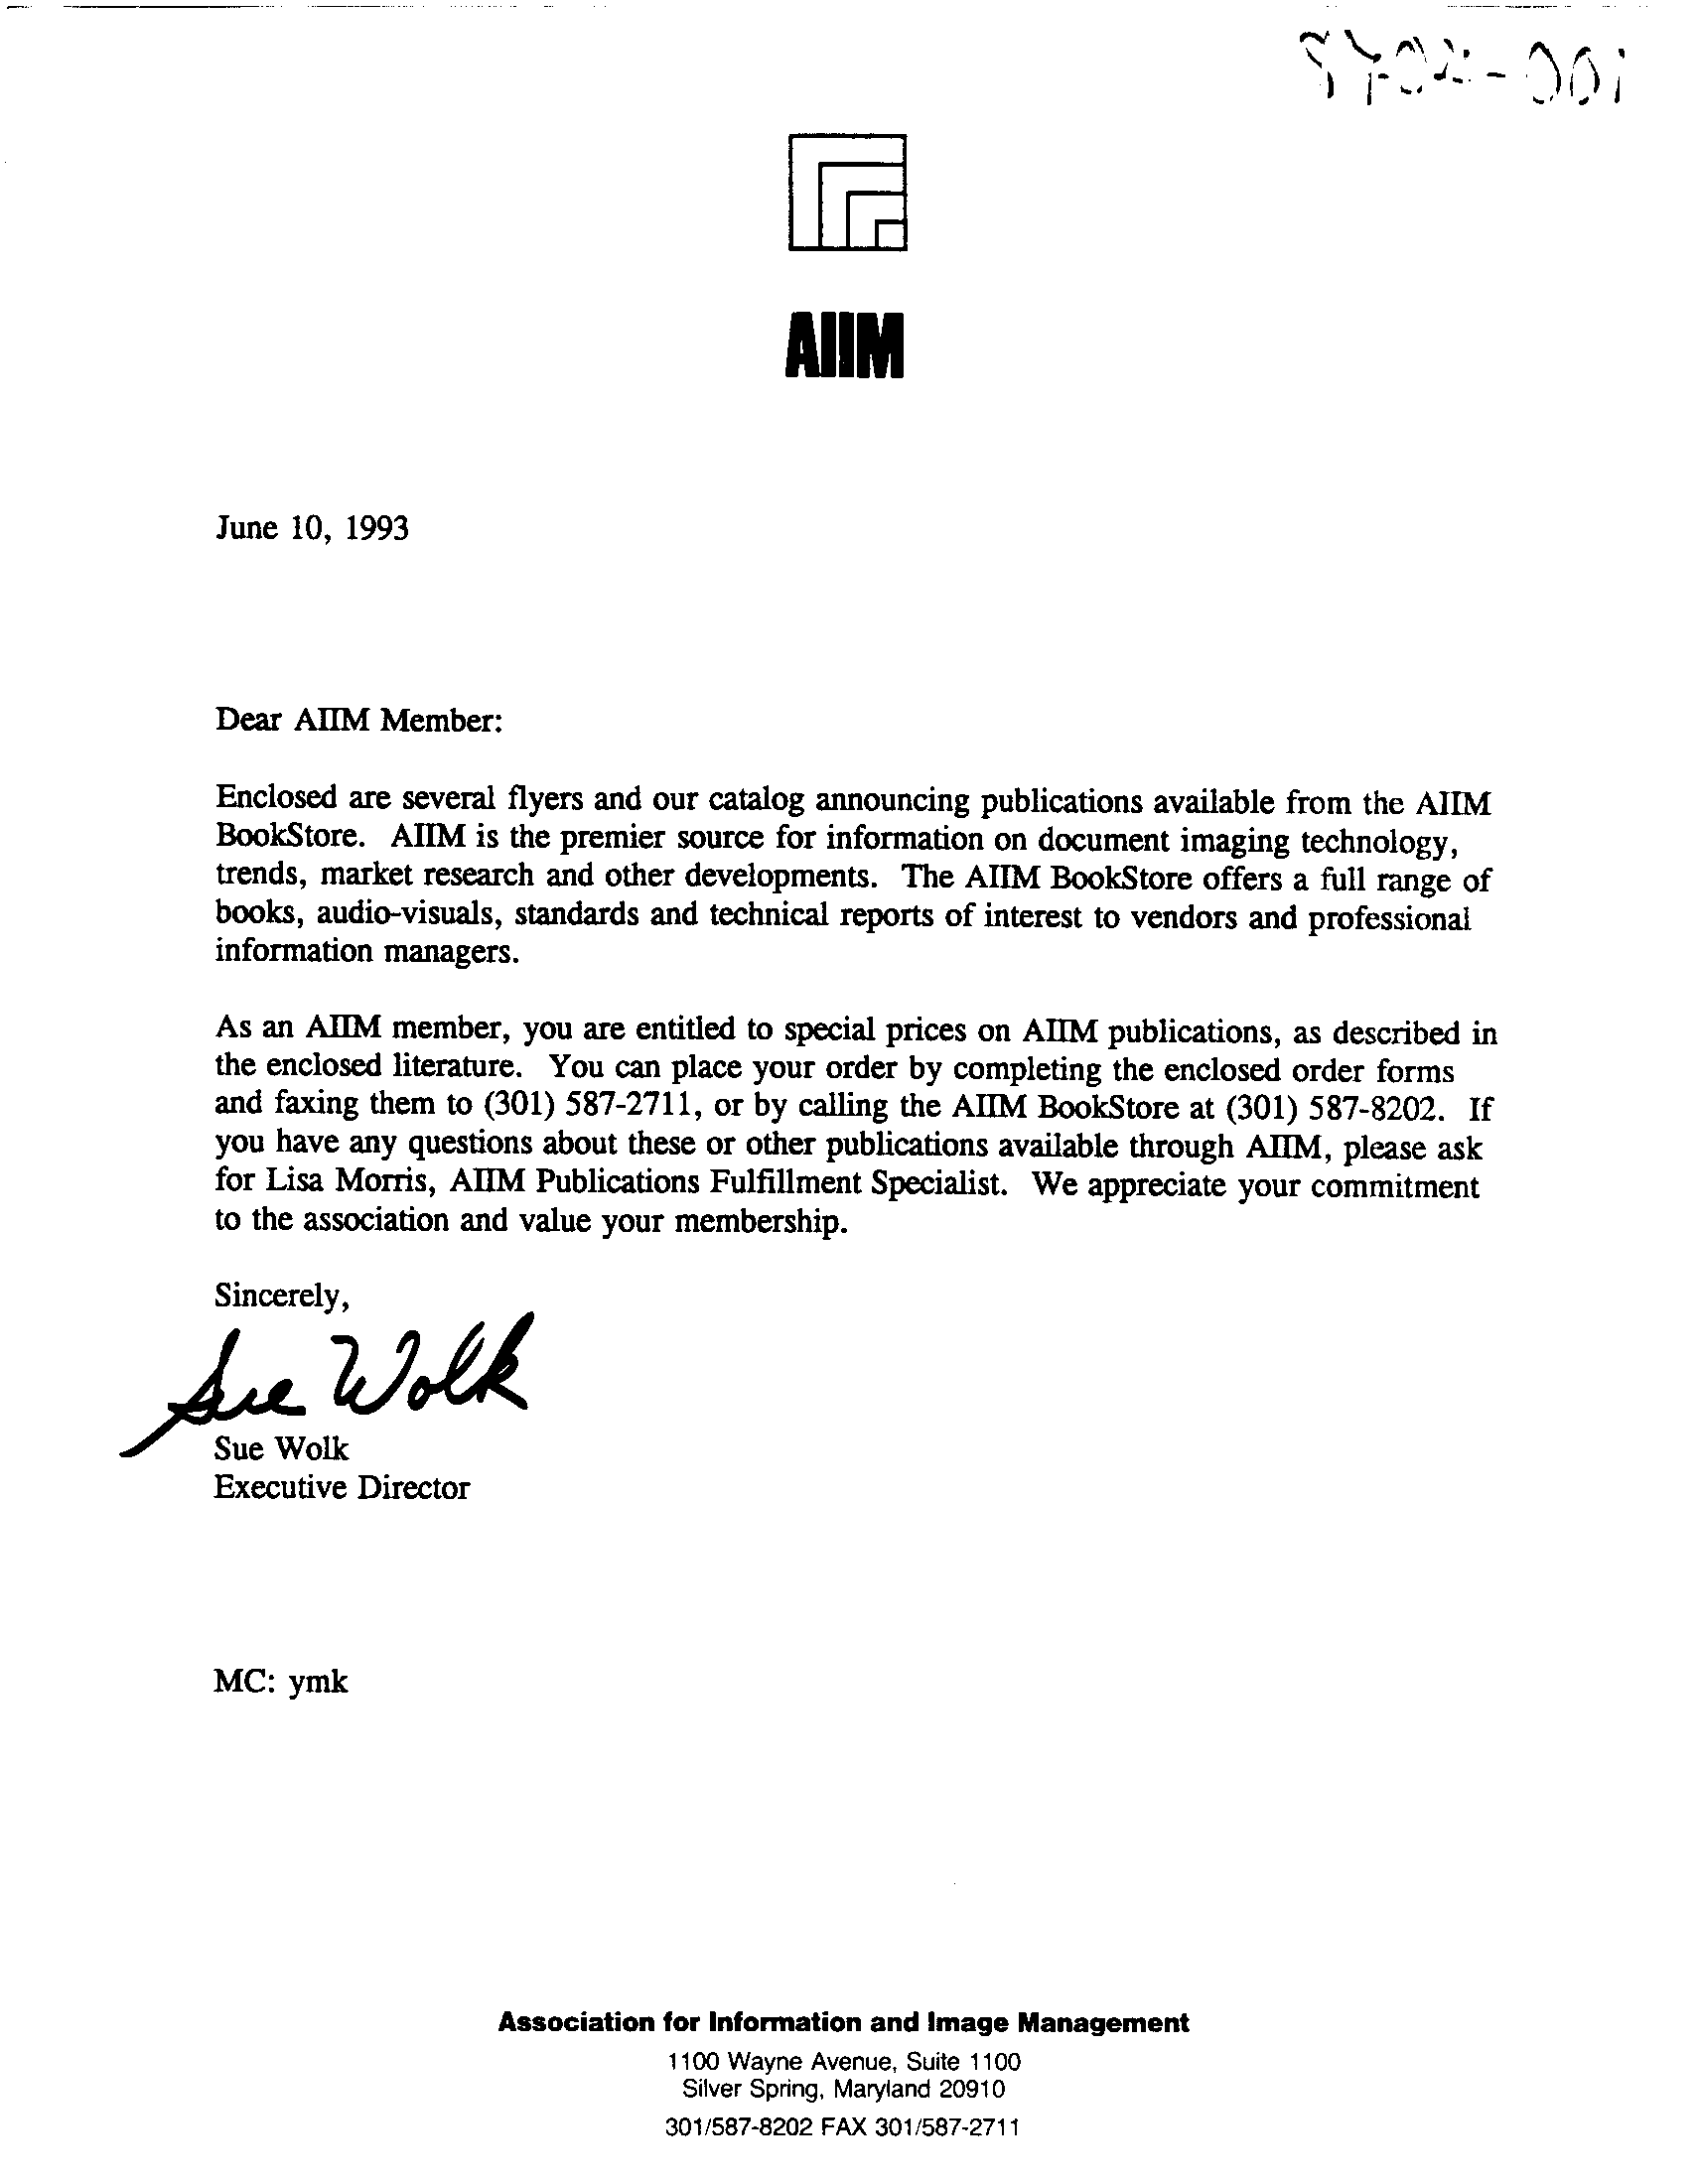 AIIM
June 10, 1993
Dear AIIM Member:
Enclosed are several flyers and our catalog announcing publications available from the AIIM
BookStore. AIIM is the premier source for information on document imaging technology,
trends, market research and other developments. The AIIM BookStore offers a full range of
books, audio-visuals, standards and technical reports of interest to vendors and professional
information managers.
As an AIIM member, you are entitled to special prices on AIIM publications, as described in
the enclosed literature. You can place your order by completing the enclosed order forms
and faxing them to (301) 587-2711, or by calling the AIIM BookStore at (301) 587-8202. If
you have any questions about these or other publications available through AIIM, please ask
for Lisa Morris, AIIM Publications Fulfillment Specialist. We appreciate your commitment
to the association and value your membership.
Sincerely,
Sue Wolk
Sue Wolk
Executive Director
MC: ymk
Association for Information and Image Management
1100 Wayne Avenue, Suite 1100
Silver Spring, Maryland 20910
301/587-8202 FAX 301/587-2711